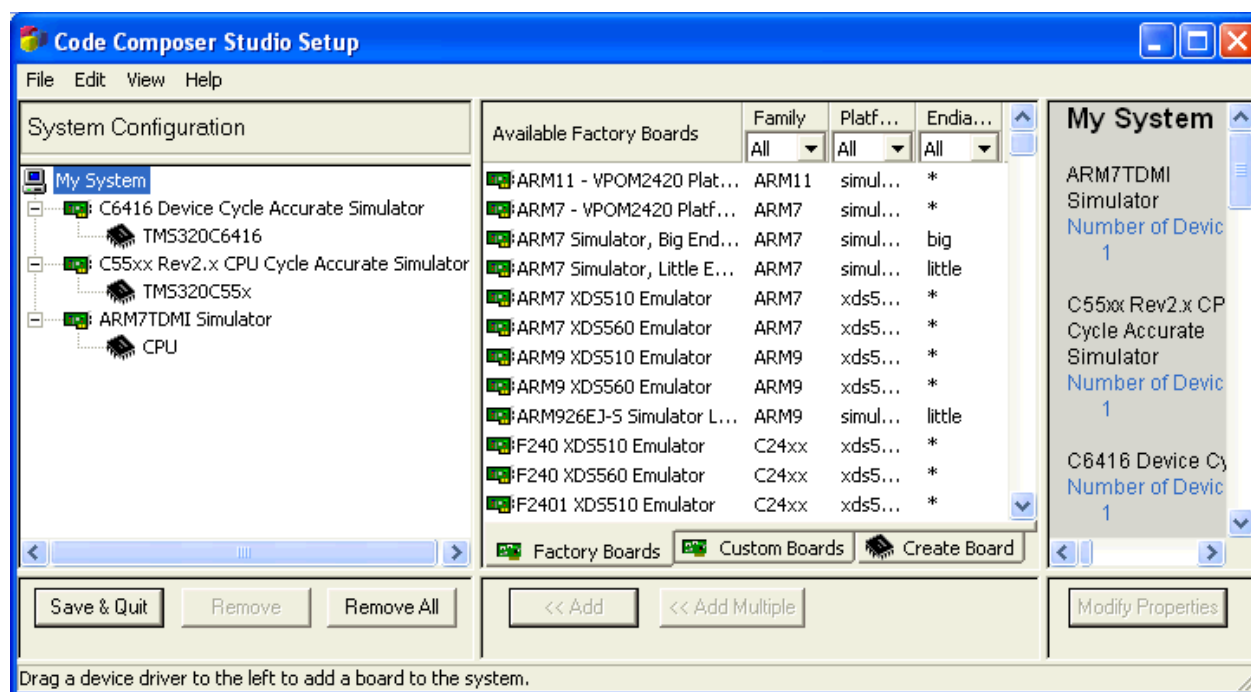 Code Composer Studio Setup
File Edit View Help
System Configuration
My System
C6416 Device Cycle Accurate Simulator
TMS320C6416
C55xx Rev2.x CPU Cycle Accurate Simulator
TMS320C55x
ARM7TDMI Simulator
CPU
Save & Quit Remove Remove All
Available Factory Boards Family Platf... Endia...
All All All
ARM11 - VPOM2420 Plat... ARM11 simul... *
ARM7 - VPOM2420 Platf... ARM7 simul... *
ARM7 Simulator, Big End... ARM7 simul... big
ARM7 Simulator, Little E... ARM7 simul... little
ARM7 XDS510 Emulator ARM7 xds5... *
ARM7 XDS560 Emulator ARM7 xds5... *
ARM9 XDS510 Emulator ARM9 xds5... *
ARM9 XDS560 Emulator ARM9 xds5... *
ARM926EJ-S Simulator L... ARM9 simul... little
F240 XDS510 Emulator C24xx xds5... *
F240 XDS560 Emulator C24xx xds5... *
F2401 XDS510 Emulator C24xx xds5... *
Factory Boards Custom Boards Create Board
<< Add << Add Multiple
My System
ARM7TDMI
Simulator
Number of Devic
1
C55xx Rev2.x CP
Cycle Accurate
Simulator
Number of Devic
1
C6416 Device Cy
Number of Devic
1
Modify Properties
Drag a device driver to the left to add a board to the system.